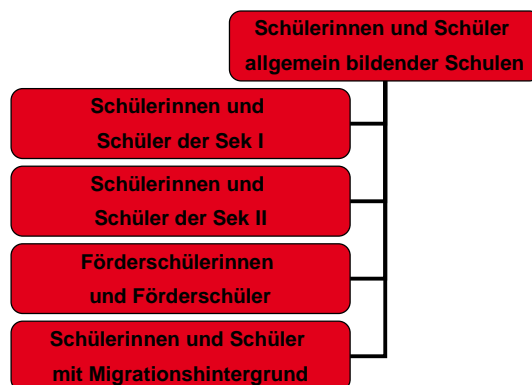 Schülerinnen und Schüler
allgemein bildender Schulen
Schülerinnen und
Schüler der Sek I
Schülerinnen und
Schüler der Sek II
Förderschülerinnen
und Förderschüler
Schülerinnen und Schüler
mit Migrationshintergrund